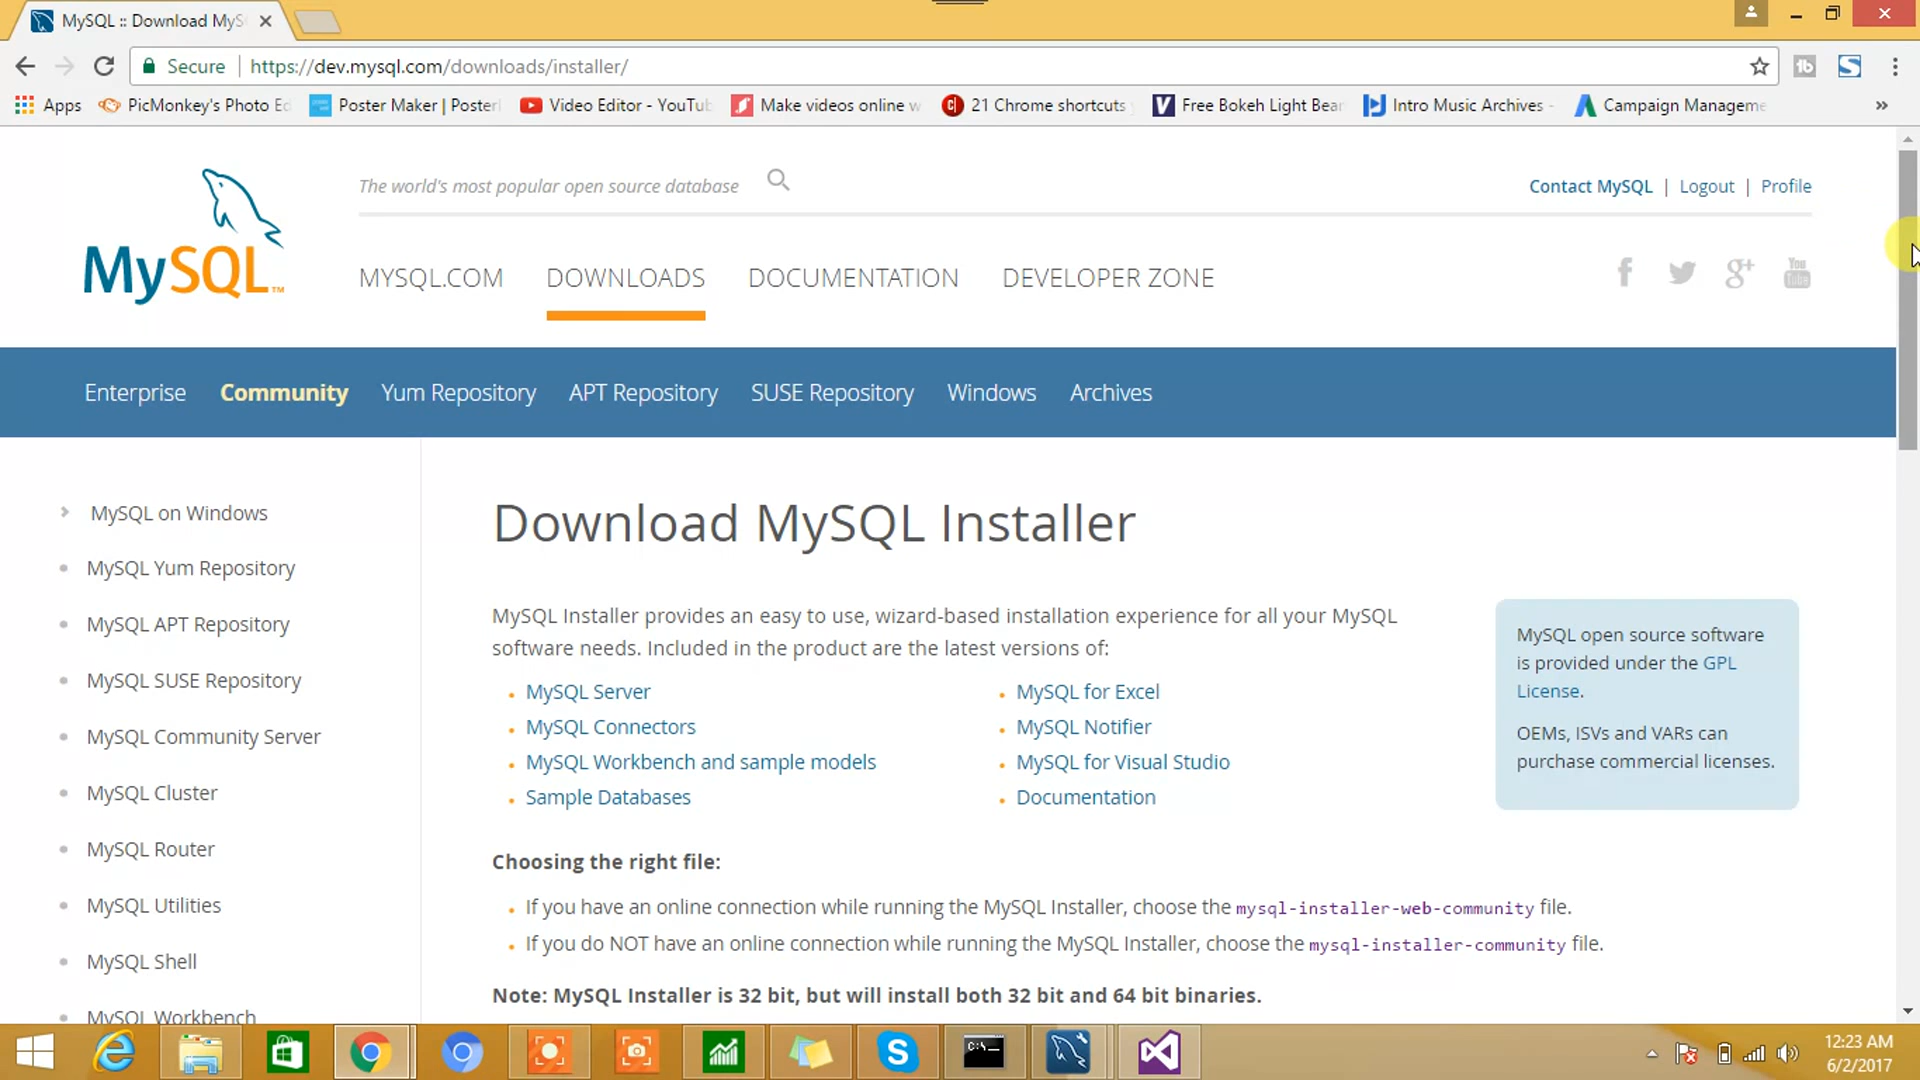 MySQL :: Download MyS
Secure
https://dev.mysql.com/downloads/installer/
Apps
PicMonkey's Photo Ed
Poster Maker | Poster
Video Editor - YouTu
Make videos online w
21 Chrome shortcuts
Free Bokeh Light Bea
Intro Music Archives -
Campaign Manageme
»
The world's most popular open source database
Contact MySQL | Logout | Profile
MySQL™
MYSQL.COM
DOWNLOADS
DOCUMENTATION
DEVELOPER ZONE
Enterprise
Community
Yum Repository
APT Repository
SUSE Repository
Windows
Archives
MySQL on Windows
MySQL Yum Repository
MySQL APT Repository
MySQL SUSE Repository
MySQL Community Server
MySQL Cluster
MySQL Router
MySQL Utilities
MySQL Shell
MySQL Workbench
Download MySQL Installer
MySQL Installer provides an easy to use, wizard-based installation experience for all your MySQL
software needs. Included in the product are the latest versions of:
MySQL Server
MySQL Connectors
MySQL Workbench and sample models
Sample Databases
MySQL for Excel
MySQL Notifier
MySQL for Visual Studio
Documentation
Choosing the right file:
If you have an online connection while running the MySQL Installer, choose the mysql-installer-web-community file.
If you do NOT have an online connection while running the MySQL Installer, choose the mysql-installer-community file.
Note: MySQL Installer is 32 bit, but will install both 32 bit and 64 bit binaries.
MySQL open source software
is provided under the GPL
License.
OEMs, ISVs and VARs can
purchase commercial licenses.
12:23 AM
6/2/2017